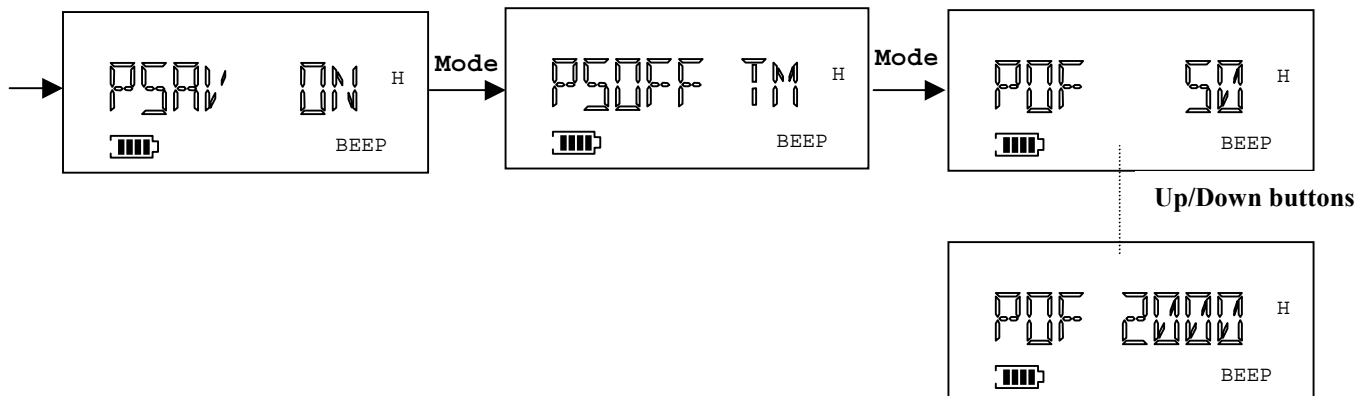 PSAV ON H
BEEP
Mode
PSOFF TM H
BEEP
Mode
POF 50 H
BEEP
Up/Down buttons
POF 2000 H
BEEP